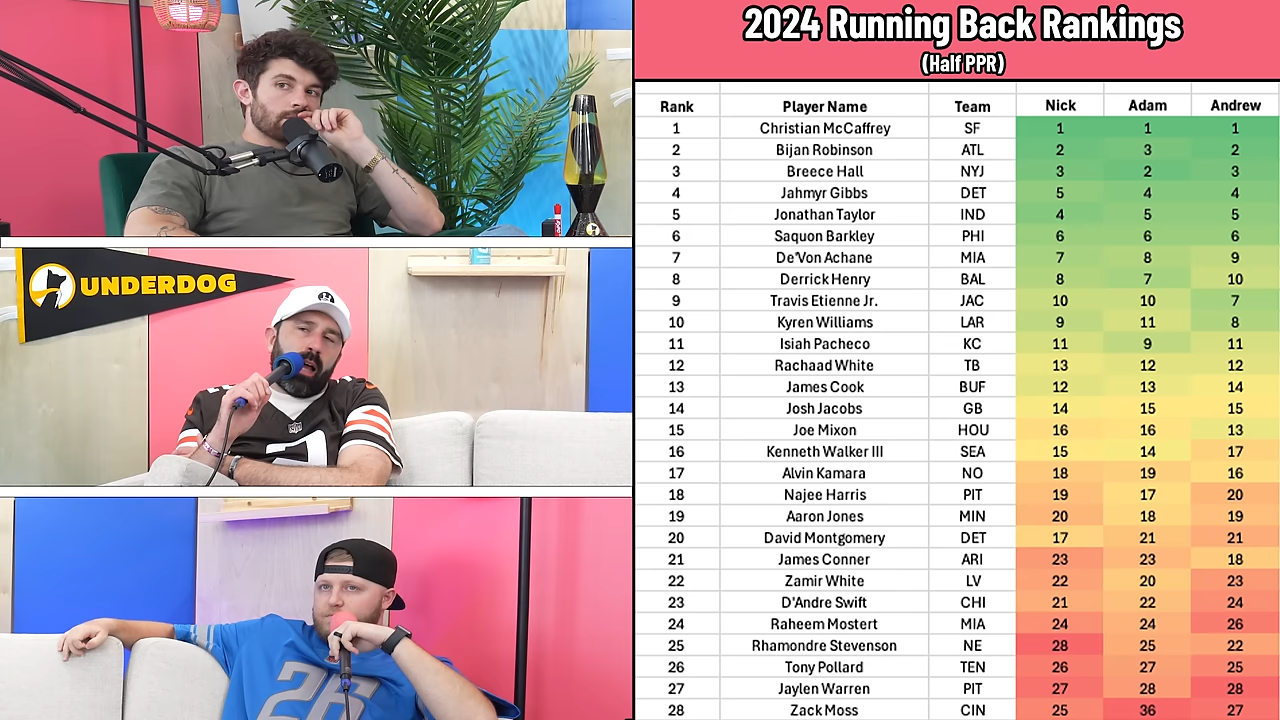 UNDERDOG
26
2024 Running Back Rankings
(Half PPR)
Rank Player Name Team Nick Adam Andrew
1 Christian McCaffrey SF 1 1 1
2 Bijan Robinson ATL 2 3 2
3 Breece Hall NYJ 3 2 3
4 Jahmyr Gibbs DET 5 4 4
5 Jonathan Taylor IND 4 5 5
6 Saquon Barkley PHI 6 6 6
7 De'Von Achane MIA 7 8 9
8 Derrick Henry BAL 8 7 10
9 Travis Etienne Jr. JAC 10 10 7
10 Kyren Williams LAR 9 11 8
11 Isiah Pacheco KC 11 9 11
12 Rachaad White TB 13 12 12
13 James Cook BUF 12 13 14
14 Josh Jacobs GB 14 15 15
15 Joe Mixon HOU 16 16 13
16 Kenneth Walker III SEA 15 14 17
17 Alvin Kamara NO 18 19 16
18 Najee Harris PIT 19 17 20
19 Aaron Jones MIN 20 18 19
20 David Montgomery DET 17 21 21
21 James Conner ARI 23 23 18
22 Zamir White LV 22 20 23
23 D'Andre Swift CHI 21 22 24
24 Raheem Mostert MIA 24 24 26
25 Rhamondre Stevenson NE 28 25 22
26 Tony Pollard TEN 26 27 25
27 Jaylen Warren PIT 27 28 28
28 Zack Moss CIN 25 36 27